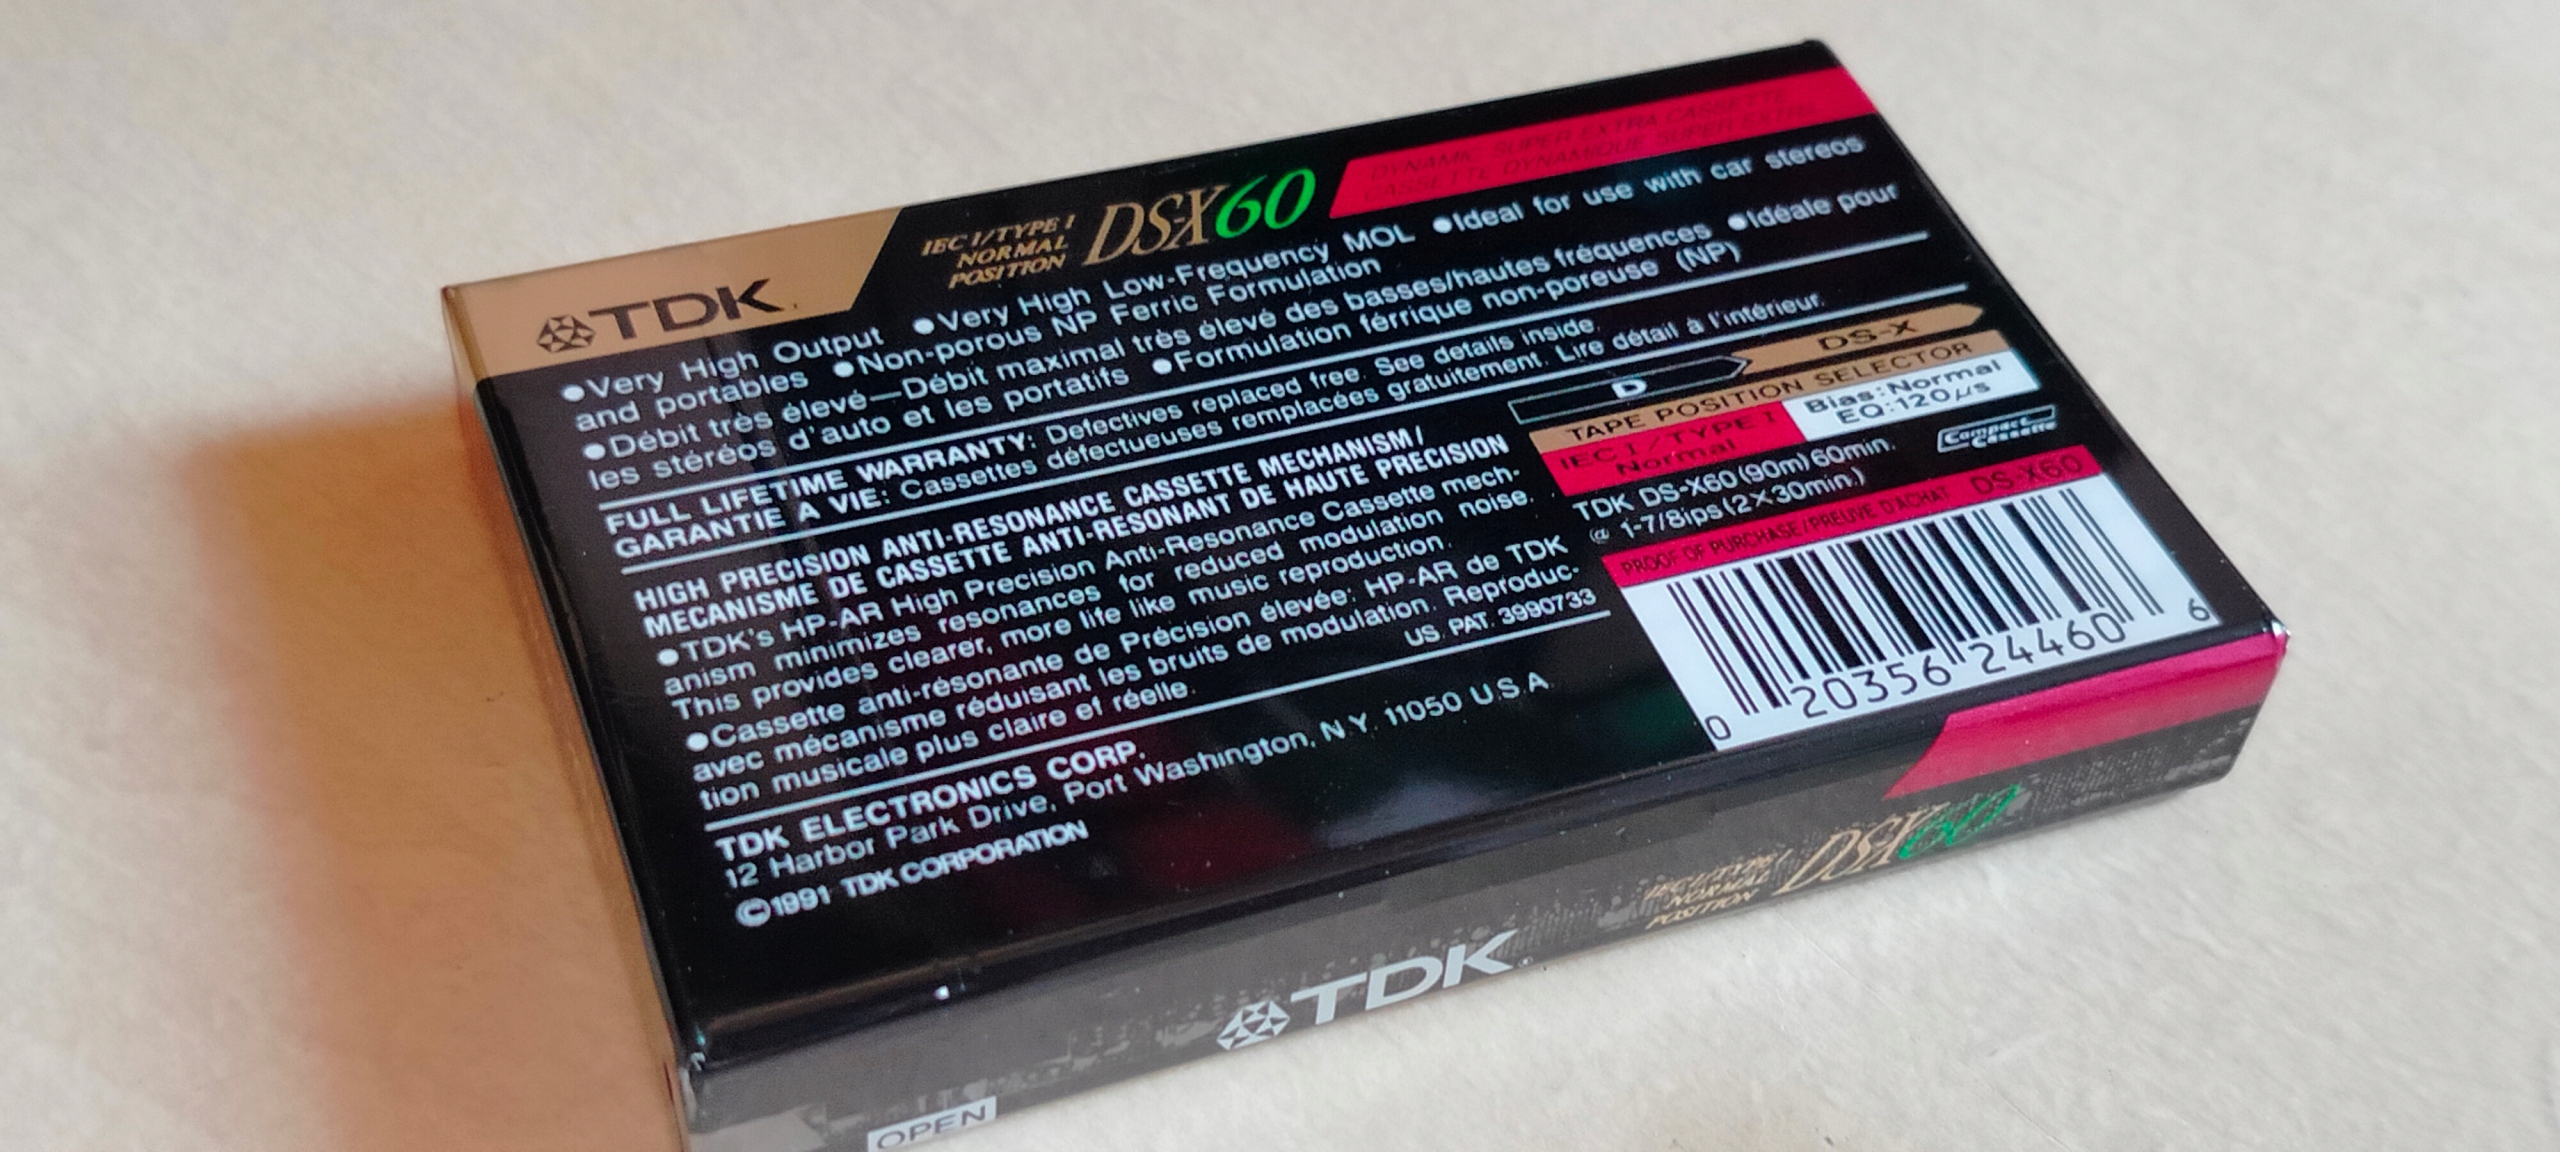 TDK
IEC I/TYPE I
NORMAL
POSITION
DS-X60
DYNAMIC SUPER EXTRA CASSETTE
CASSETTE DYNAMIQUE SUPER EXTRA
●Very High Output ●Very High Low-Frequency MOL ●Ideal for use with car stereos
and portables ●Non-porous NP Ferric Formulation
●Débit très élevé—Débit maximal très élevé des basses/hautes fréquences ●Idéale pour
les stéréos d'auto et les portatifs ●Formulation férrique non-poreuse (NP)
FULL LIFETIME WARRANTY: Defectives replaced free. See details inside.
GARANTIE A VIE: Cassettes défectueuses remplacées gratuitement. Lire détail à l'intérieur.
HIGH PRECISION ANTI-RESONANCE CASSETTE MECHANISM/
MECANISME DE CASSETTE ANTI-RESONANT DE HAUTE PRECISION
●TDK's HP-AR High Precision Anti-Resonance Cassette mech-
anism minimizes resonances for reduced modulation noise.
This provides clearer, more life like music reproduction.
●Cassette anti-résonante de Précision élevée: HP-AR de TDK
avec mécanisme réduisant les bruits de modulation. Reproduc-
tion musicale plus claire et réelle.
US. PAT. 3990733
TDK ELECTRONICS CORP.
12 Harbor Park Drive, Port Washington, N.Y. 11050 U.S.A.
©1991 TDK CORPORATION
D
DS-X
TAPE POSITION SELECTOR
IEC I/TYPE I
Normal
Bias:Normal
EQ:120μs
TDK DS-X60(90m)60min.
@ 1-7/8ips(2×30min.)
Compact
Cassette
PROOF OF PURCHASE/PREUVE D'ACHAT DS-X60
0 20356 24460 6
TDK
IEC I/TYPE I
NORMAL
POSITION
DS-X60
OPEN